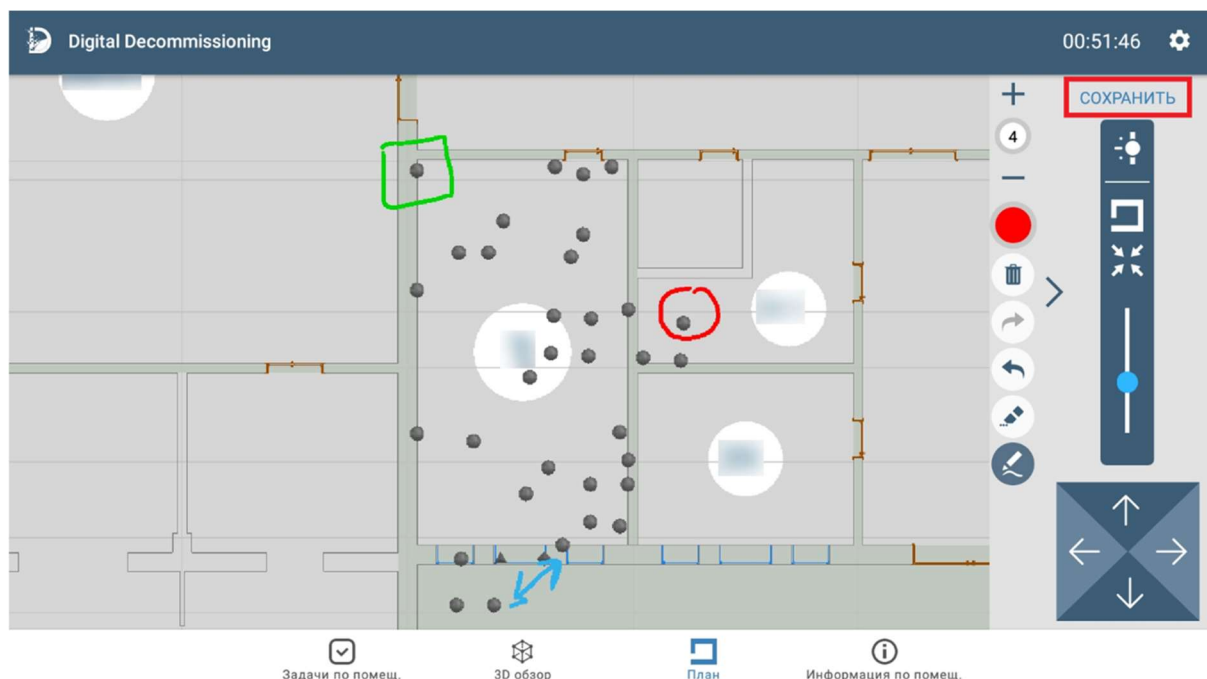 Digital Decommissioning
00:51:46
СОХРАНИТЬ
4
Задачи по помещ.
3D обзор
План
Информация по помещ.